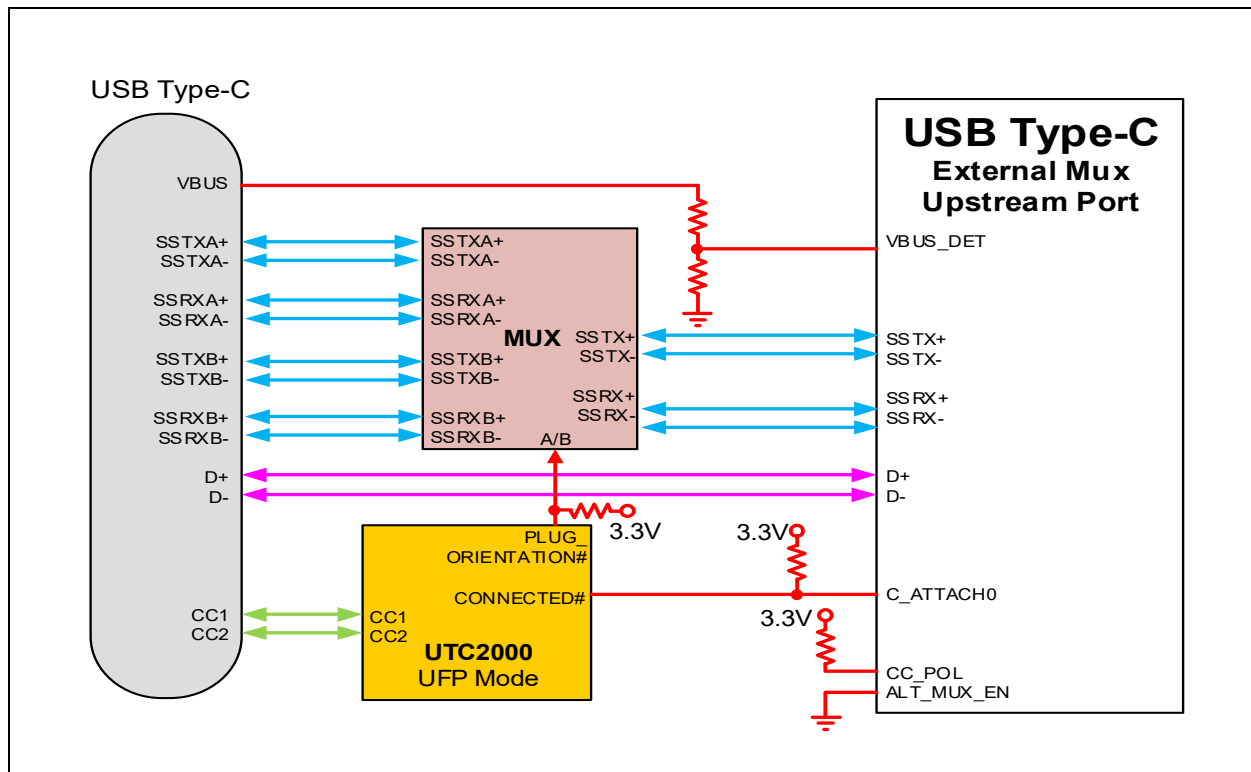 USB Type-C
VBUS
SSTXA+
SSTXA-
SSRXA+
SSRXA-
SSTXB+
SSTXB-
SSRXB+
SSRXB-
D+
D-
CC1
CC2
SSTXA+
SSTXA-
SSRXA+
SSRXA-
MUX
SSTXB+
SSTXB-
SSRXB+
SSRXB-
SSTX+
SSTX-
SSRX+
SSRX-
A/B
3.3V
PLUG_
ORIENTATION#
CONNECTED#
CC1
CC2
UTC2000
UFP Mode
3.3V
3.3V
USB Type-C
External Mux
Upstream Port
VBUS_DET
SSTX+
SSTX-
SSRX+
SSRX-
D+
D-
C_ATTACH0
CC_POL
ALT_MUX_EN